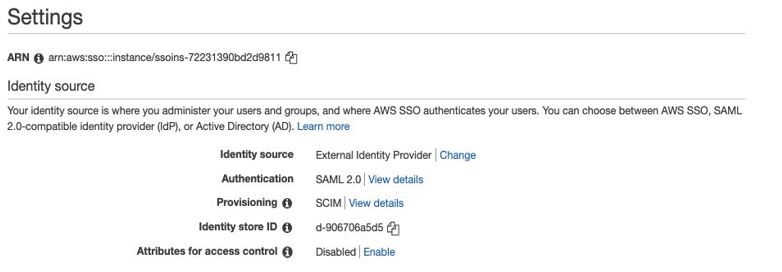 Settings
ARN arn:aws:sso:::instance/ssoins-72231390bd2d9811
Identity source
Your identity source is where you administer your users and groups, and where AWS SSO authenticates your users. You can choose between AWS SSO, SAML
2.0-compatible identity provider (IdP), or Active Directory (AD). Learn more
Identity source External Identity Provider | Change
Authentication SAML 2.0 | View details
Provisioning SCIM | View details
Identity store ID d-906706a5d5
Attributes for access control Disabled | Enable